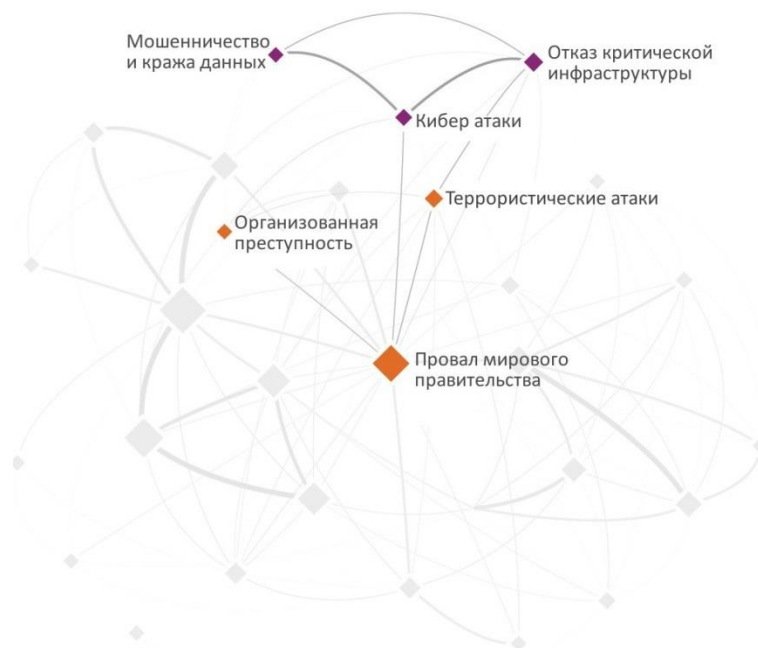 Мошенничество
и кража данных
Отказ критической
инфраструктуры
Кибер атаки
Террористические атаки
Организованная
преступность
Провал мирового
правительства